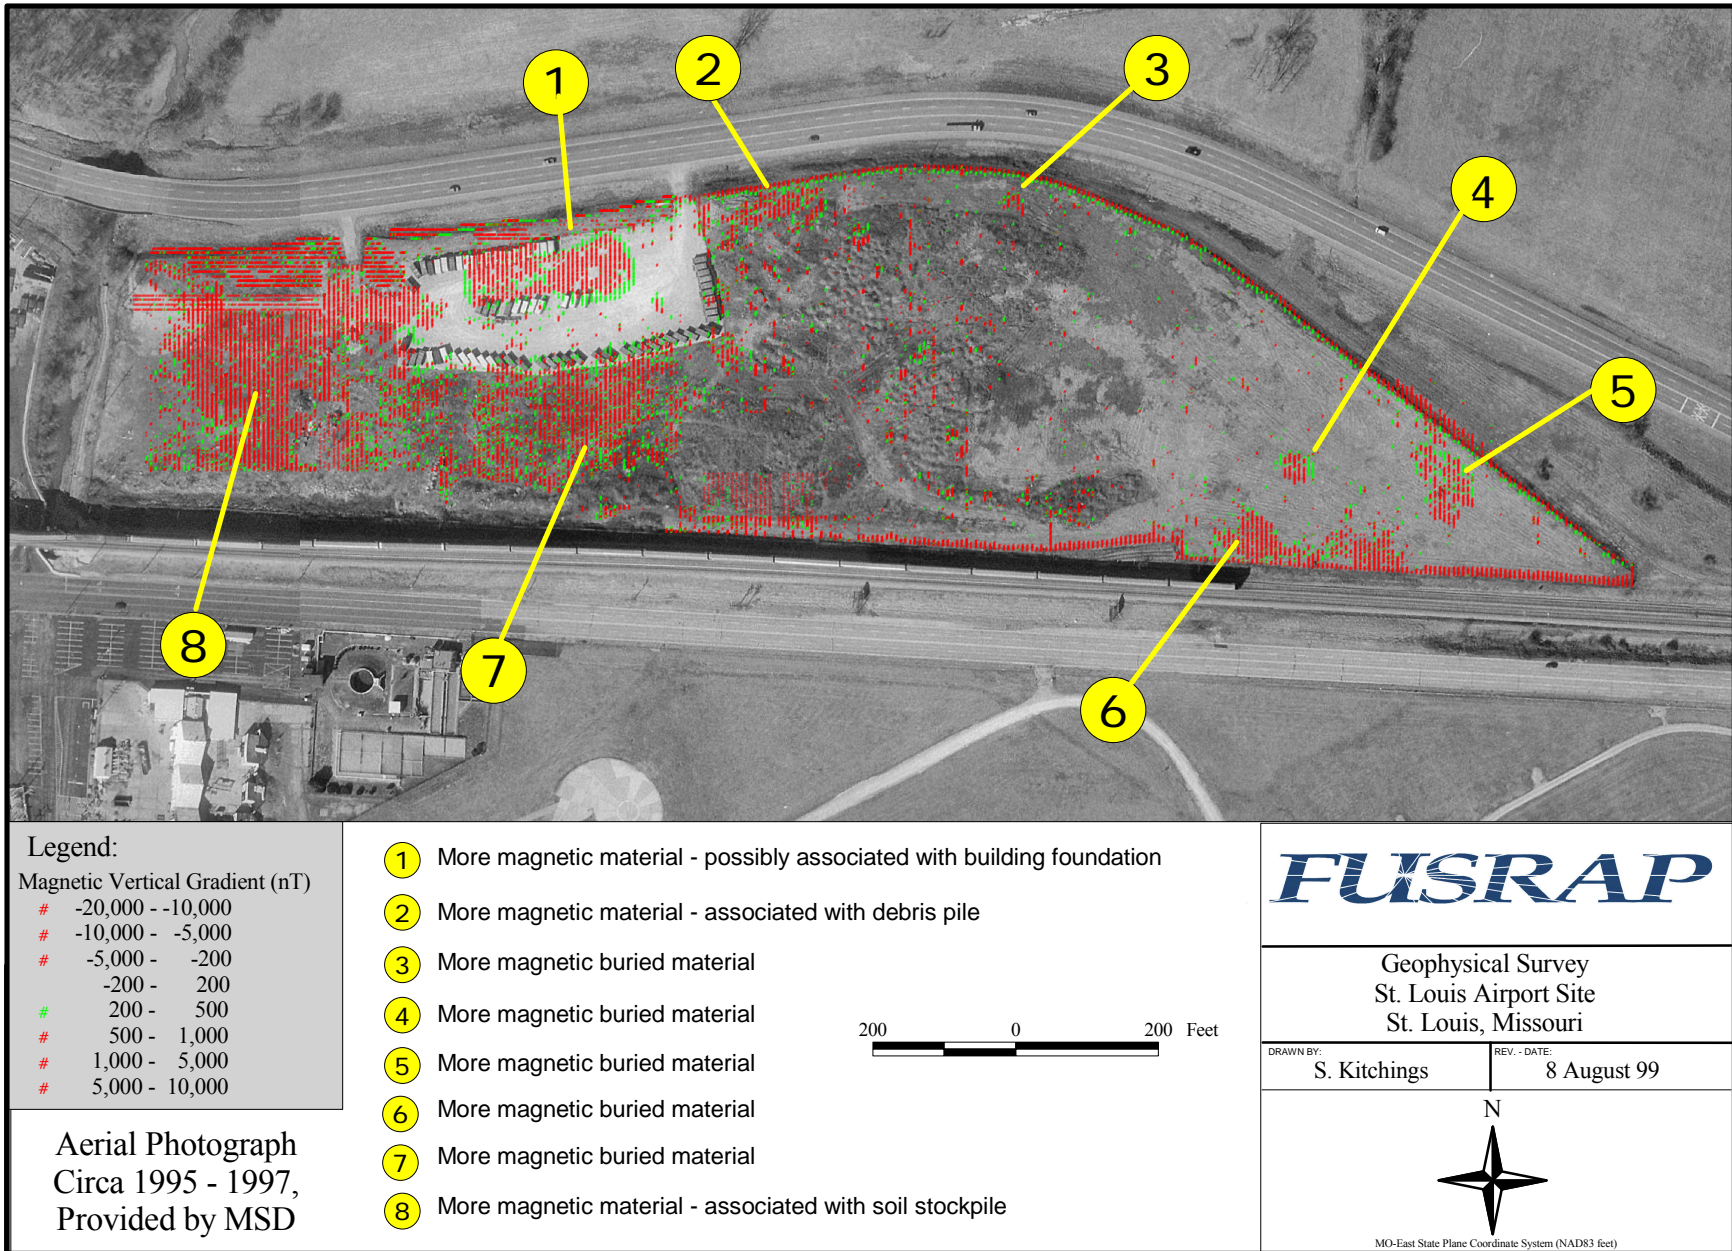 1
2
3
4
5
6
7
8
Legend:
Magnetic Vertical Gradient (nT)
# -20,000 - -10,000
# -10,000 - -5,000
# -5,000 - -200
-200 - 200
# 200 - 500
# 500 - 1,000
# 1,000 - 5,000
# 5,000 - 10,000
Aerial Photograph
Circa 1995 - 1997,
Provided by MSD
1 More magnetic material - possibly associated with building foundation
2 More magnetic material - associated with debris pile
3 More magnetic buried material
4 More magnetic buried material
5 More magnetic buried material
6 More magnetic buried material
7 More magnetic buried material
8 More magnetic material - associated with soil stockpile
200 0 200 Feet
FUSRAP
Geophysical Survey
St. Louis Airport Site
St. Louis, Missouri
DRAWN BY:
S. Kitchings
REV. - DATE:
8 August 99
N
MO-East State Plane Coordinate System (NAD83 feet)